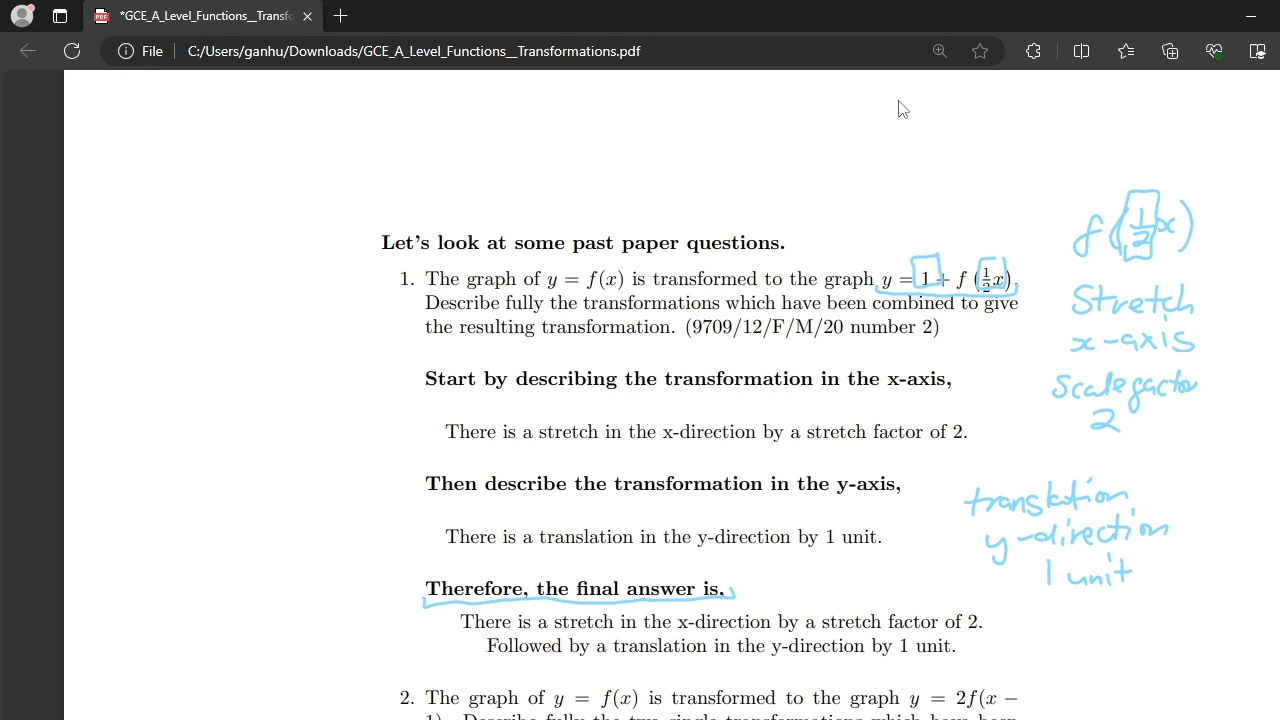 *GCE_A_Level_Functions__Transfo
File
C:/Users/ganhu/Downloads/GCE_A_Level_Functions__Transformations.pdf
Let's look at some past paper questions.
1. The graph of y = f(x) is transformed to the graph y = 1 + f (½x).
Describe fully the transformations which have been combined to give
the resulting transformation. (9709/12/F/M/20 number 2)
Start by describing the transformation in the x-axis,
There is a stretch in the x-direction by a stretch factor of 2.
Then describe the transformation in the y-axis,
There is a translation in the y-direction by 1 unit.
Therefore, the final answer is,
There is a stretch in the x-direction by a stretch factor of 2.
Followed by a translation in the y-direction by 1 unit.
2. The graph of y = f(x) is transformed to the graph y = 2f(x −
f(½x)
Stretch
x-axis
Scale factor
2
translation
y-direction
1 unit